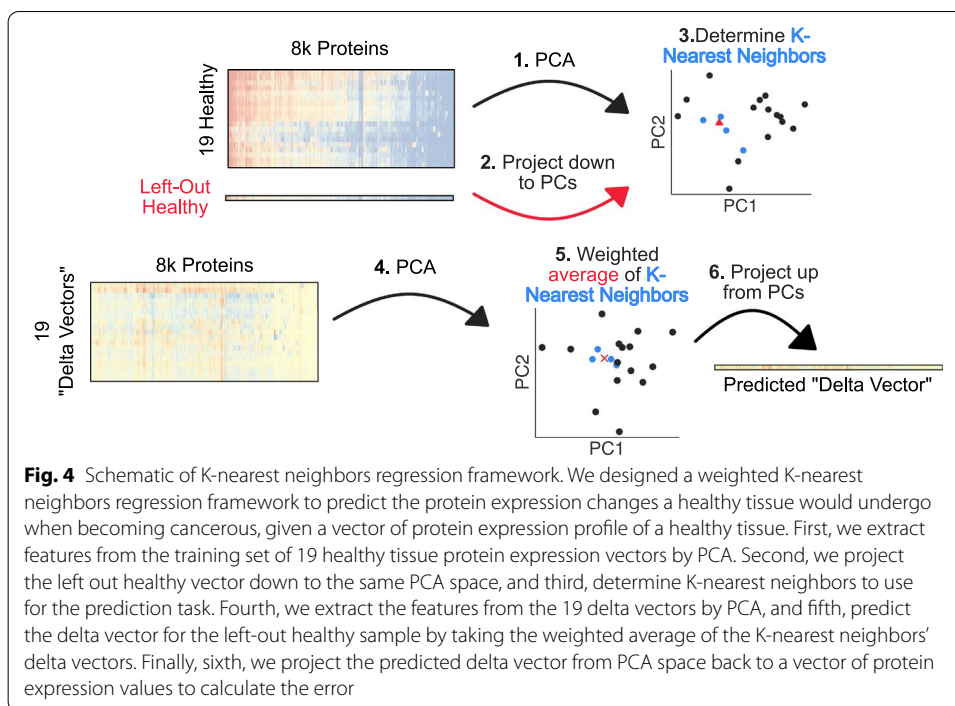 8k Proteins
19 Healthy
1. PCA
3.Determine K-
Nearest Neighbors
2. Project down
to PCs
Left-Out
Healthy
PC2
PC1
8k Proteins
19
"Delta Vectors"
4. PCA
5. Weighted
average of K-
Nearest Neighbors
6. Project up
from PCs
PC2
PC1
Predicted "Delta Vector"
Fig. 4 Schematic of K-nearest neighbors regression framework. We designed a weighted K-nearest
neighbors regression framework to predict the protein expression changes a healthy tissue would undergo
when becoming cancerous, given a vector of protein expression profile of a healthy tissue. First, we extract
features from the training set of 19 healthy tissue protein expression vectors by PCA. Second, we project
the left out healthy vector down to the same PCA space, and third, determine K-nearest neighbors to use
for the prediction task. Fourth, we extract the features from the 19 delta vectors by PCA, and fifth, predict
the delta vector for the left-out healthy sample by taking the weighted average of the K-nearest neighbors'
delta vectors. Finally, sixth, we project the predicted delta vector from PCA space back to a vector of protein
expression values to calculate the error